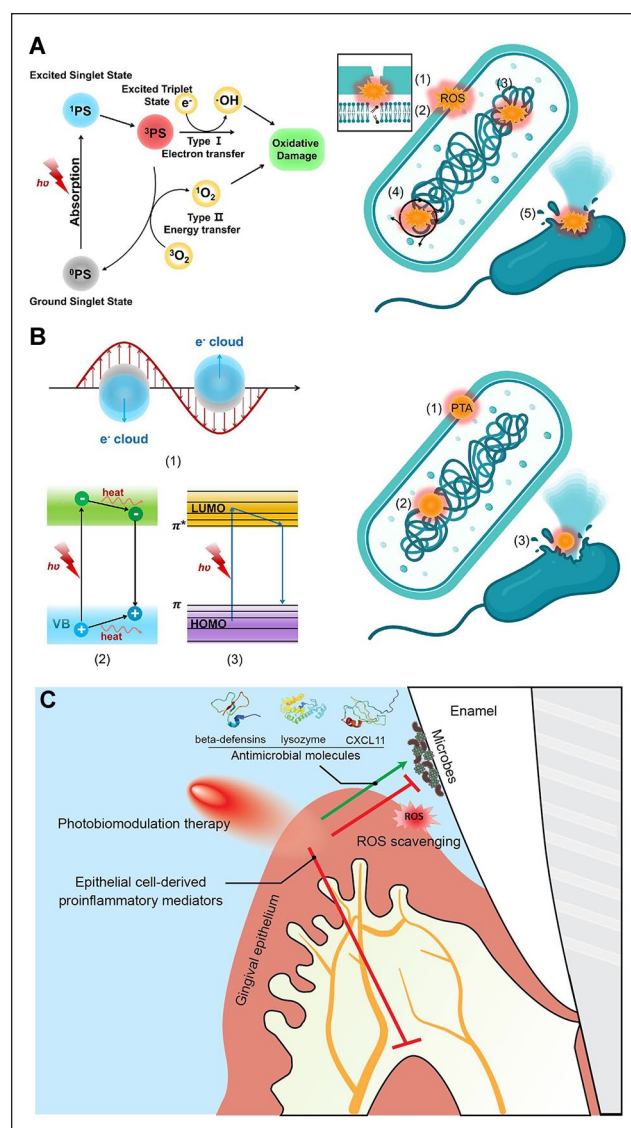 A
Excited Singlet State
¹PS
Excited Triplet
State
e⁻
·OH
³PS
Type Ⅰ
Electron transfer
Oxidative
Damage
hυ
Absorption
¹O₂
Type Ⅱ
Energy transfer
³O₂
⁰PS
Ground Singlet State
(1)
(2)
ROS
(3)
(4)
(5)
B
e⁻ cloud
e⁻ cloud
(1)
heat
hυ
VB
heat
(2)
LUMO
π*
hυ
π
HOMO
(3)
(1)
PTA
(2)
(3)
C
beta-defensins
lysozyme
CXCL11
Antimicrobial molecules
Enamel
Microbes
Photobiomodulation therapy
ROS
ROS scavenging
Epithelial cell-derived
proinflammatory mediators
Gingival epithelium